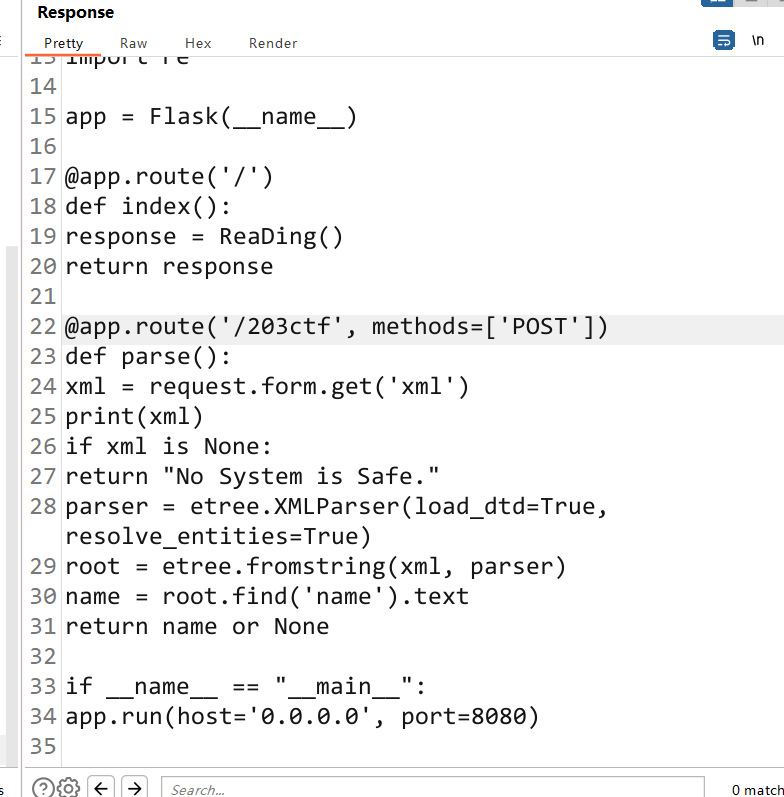 Response
Pretty Raw Hex Render \n
13 import re
14
15 app = Flask(__name__)
16
17 @app.route('/')
18 def index():
19 response = ReaDing()
20 return response
21
22 @app.route('/203ctf', methods=['POST'])
23 def parse():
24 xml = request.form.get('xml')
25 print(xml)
26 if xml is None:
27 return "No System is Safe."
28 parser = etree.XMLParser(load_dtd=True,
resolve_entities=True)
29 root = etree.fromstring(xml, parser)
30 name = root.find('name').text
31 return name or None
32
33 if __name__ == "__main__":
34 app.run(host='0.0.0.0', port=8080)
35
Search... 0 match